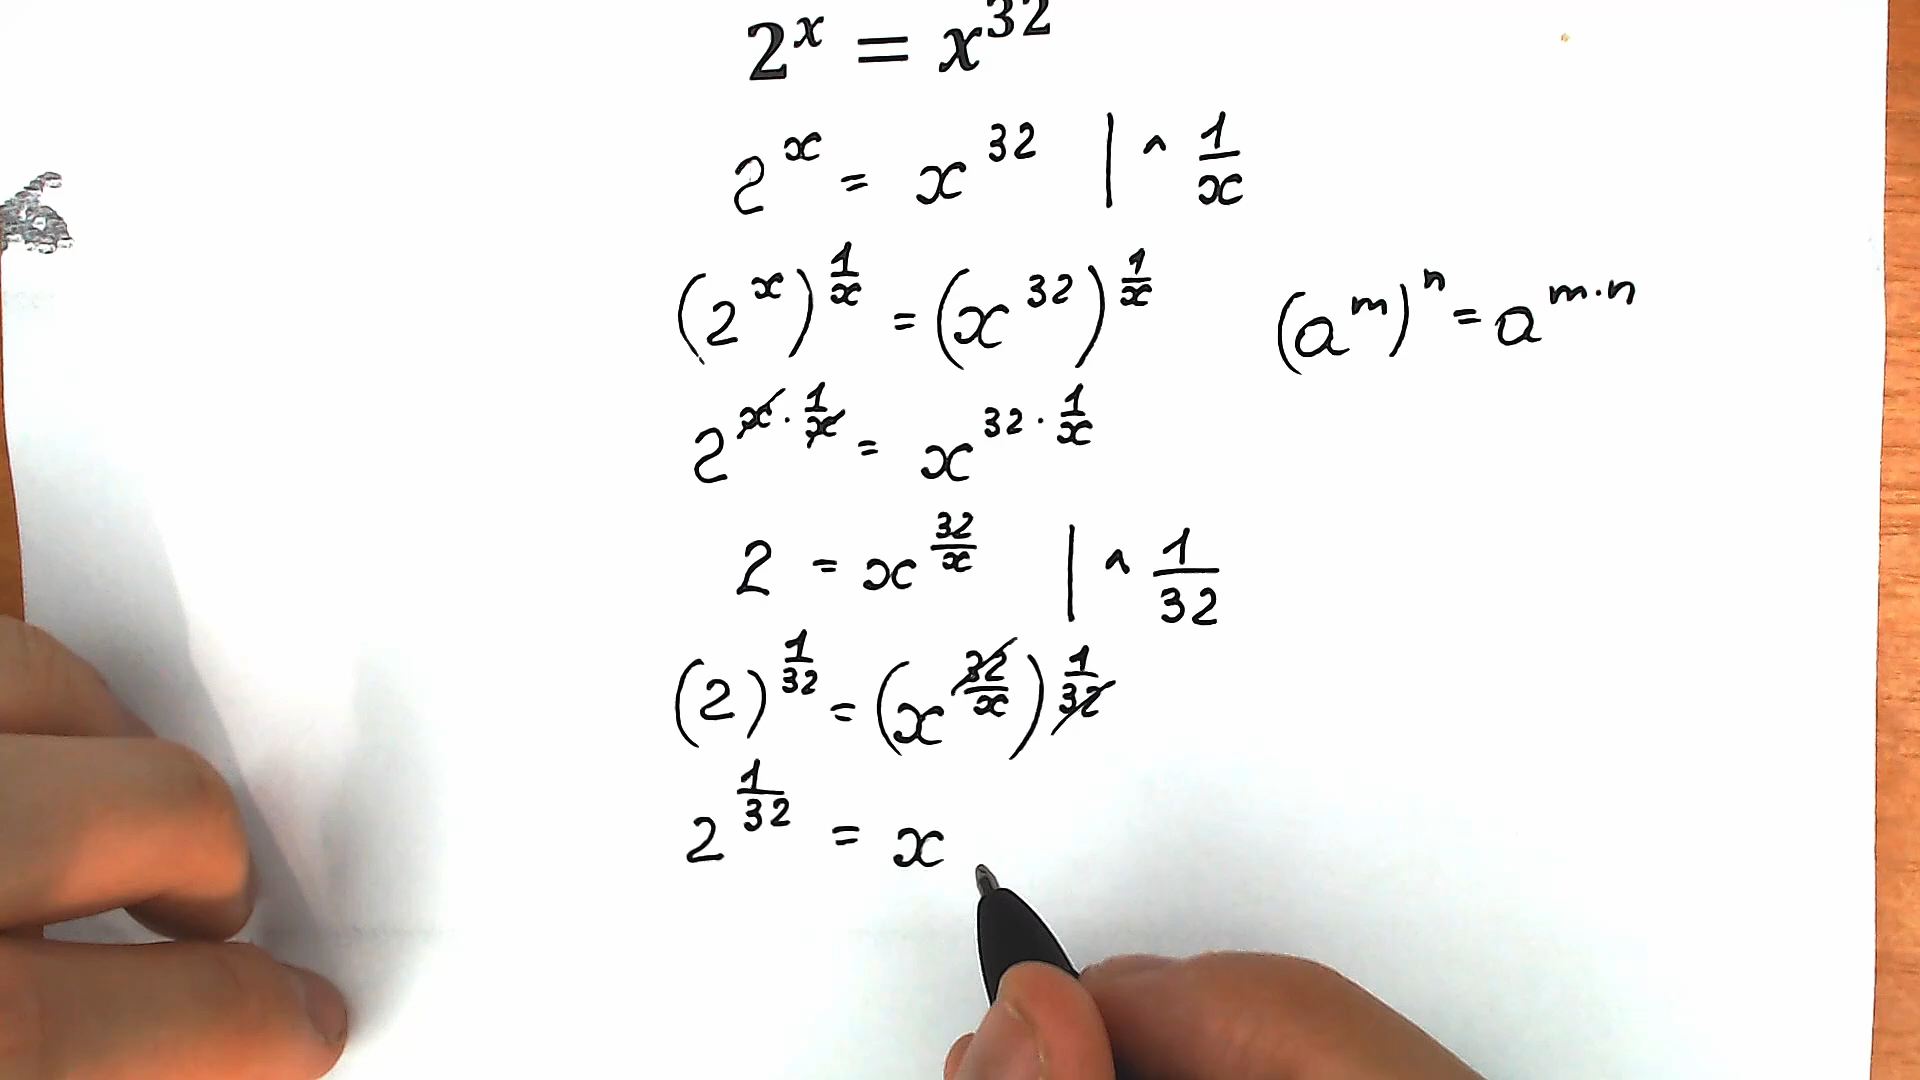 2^x = x^32
2^x = x^32 | ^ 1/x
(2^x)^(1/x) = (x^32)^(1/x) (a^m)^n = a^(m·n)
2^(x · 1/x) = x^(32 · 1/x)
2 = x^(32/x) | ^ 1/32
(2)^(1/32) = (x^(32/x))^(1/32)
2^(1/32) = x